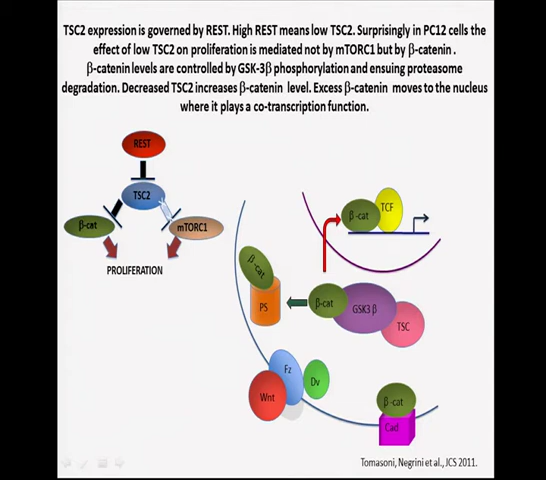 TSC2 expression is governed by REST. High REST means low TSC2. Surprisingly in PC12 cells the
effect of low TSC2 on proliferation is mediated not by mTORC1 but by β-catenin .
β-catenin levels are controlled by GSK-3β phosphorylation and ensuing proteasome
degradation. Decreased TSC2 increases β-catenin level. Excess β-catenin moves to the nucleus
where it plays a co-transcription function.
REST
TSC2
β-cat
mTORC1
PROLIFERATION
β-cat
TCF
β-cat
PS
β-cat
GSK3 β
TSC
Fz
Dv
Wnt
β-cat
Cad
Tomasoni, Negrini et al., JCS 2011.